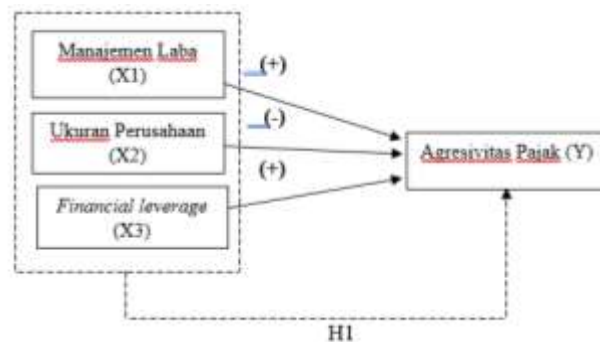 Manajemen Laba
(X1)
(+)
Ukuran Perusahaan
(X2)
(-)
Agresivitas Pajak (Y)
(+)
Financial leverage
(X3)
H1